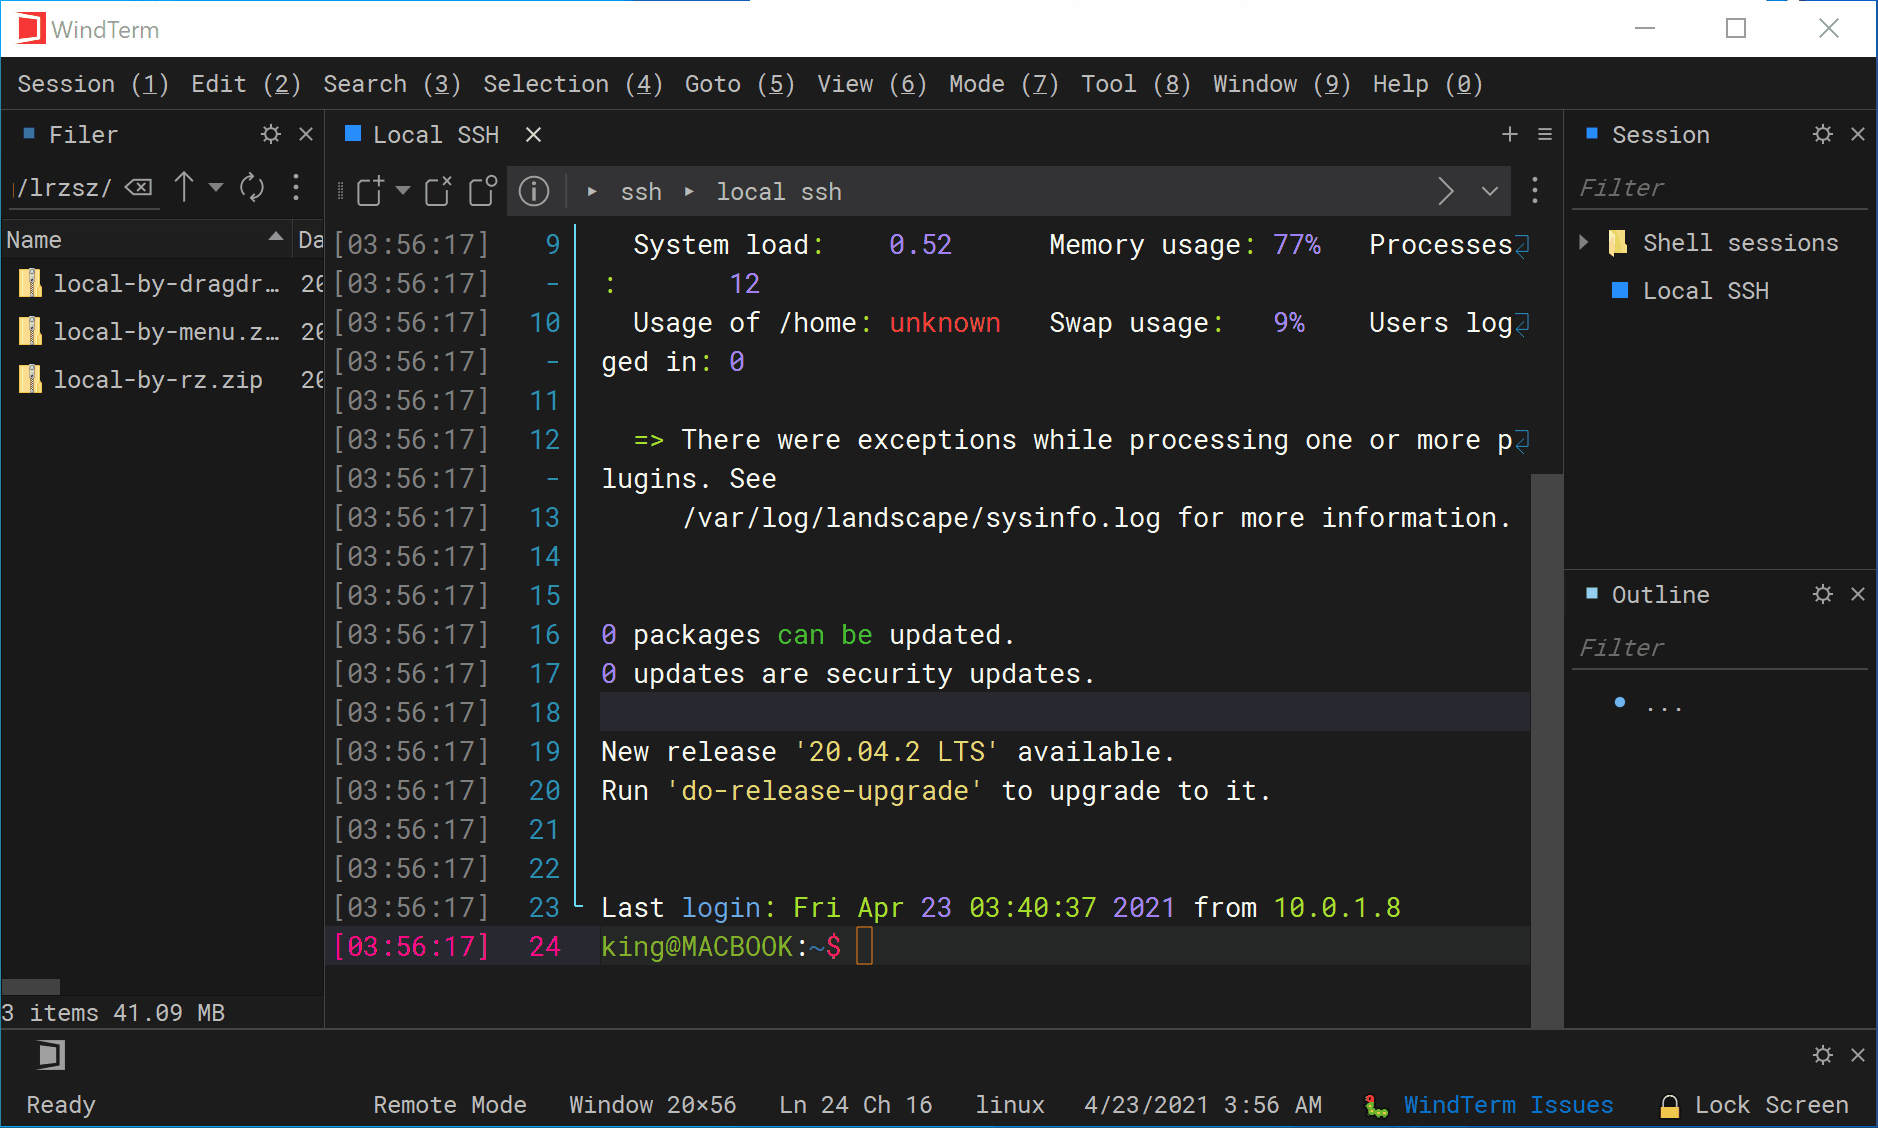 WindTerm
Session (1) Edit (2) Search (3) Selection (4) Goto (5) View (6) Mode (7) Tool (8) Window (9) Help (0)
Filer
/lrzsz/
Name Da
local-by-dragdr… 20
local-by-menu.z… 20
local-by-rz.zip 20
3 items 41.09 MB
Local SSH
ssh local ssh
[03:56:17] 9 System load: 0.52 Memory usage: 77% Processes
[03:56:17] - : 12
[03:56:17] 10 Usage of /home: unknown Swap usage: 9% Users log
[03:56:17] - ged in: 0
[03:56:17] 11
[03:56:17] 12 => There were exceptions while processing one or more p
[03:56:17] - lugins. See
[03:56:17] 13 /var/log/landscape/sysinfo.log for more information.
[03:56:17] 14
[03:56:17] 15
[03:56:17] 16 0 packages can be updated.
[03:56:17] 17 0 updates are security updates.
[03:56:17] 18
[03:56:17] 19 New release '20.04.2 LTS' available.
[03:56:17] 20 Run 'do-release-upgrade' to upgrade to it.
[03:56:17] 21
[03:56:17] 22
[03:56:17] 23 Last login: Fri Apr 23 03:40:37 2021 from 10.0.1.8
[03:56:17] 24 king@MACBOOK:~$
Session
Filter
Shell sessions
Local SSH
Outline
Filter
...
Ready Remote Mode Window 20×56 Ln 24 Ch 16 linux 4/23/2021 3:56 AM WindTerm Issues Lock Screen